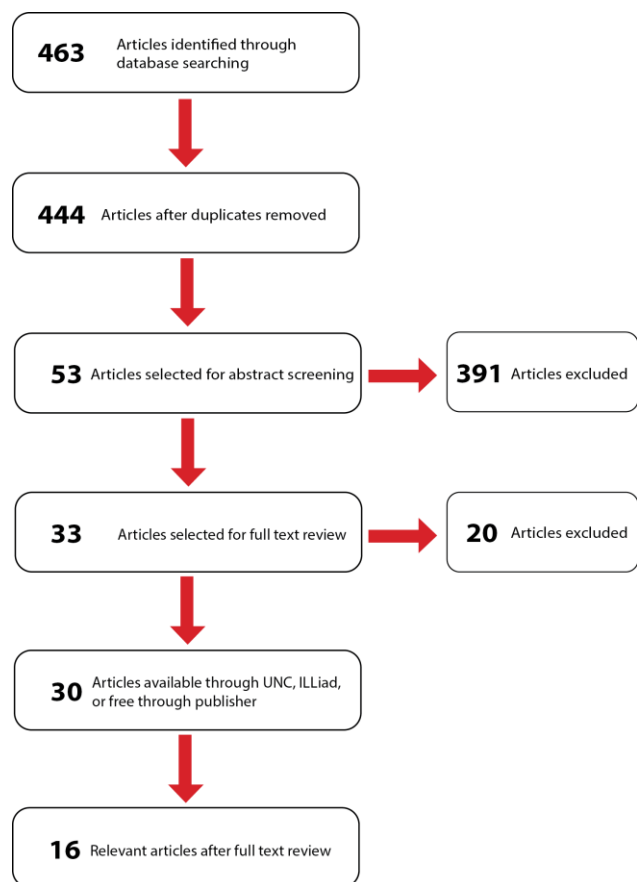 463 Articles identified through
database searching
444 Articles after duplicates removed
53 Articles selected for abstract screening
391 Articles excluded
33 Articles selected for full text review
20 Articles excluded
30 Articles available through UNC, ILLiad,
or free through publisher
16 Relevant articles after full text review